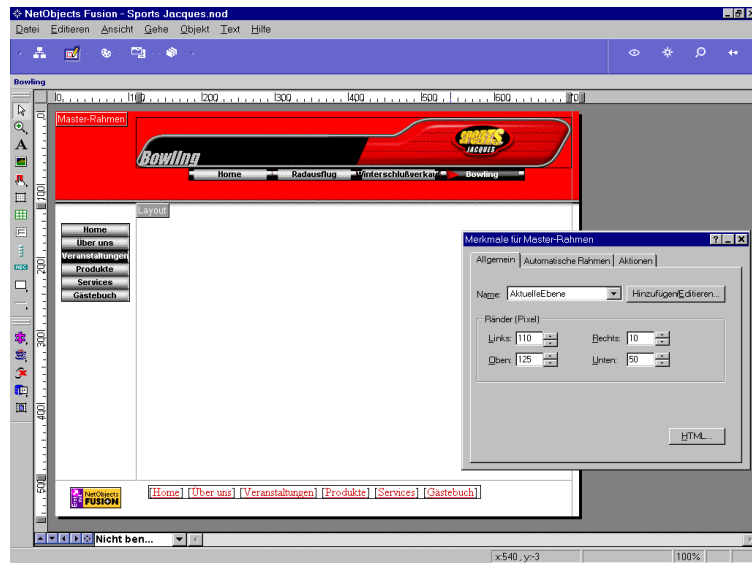 NetObjects Fusion - Sports Jacques.nod
Datei Editieren Ansicht Gehe Objekt Text Hilfe
Bowling
0 100 200 300 400 500 600 70
Master-Rahmen
SPORTS
JACQUES
Bowling
Home Radausflug Winterschlußverkauf Bowling
Layout
Home
Über uns
Veranstaltungen
Produkte
Services
Gästebuch
Merkmale für Master-Rahmen
Allgemein Automatische Rahmen Aktionen
Name: AktuelleEbene Hinzufügen/Editieren...
Ränder (Pixel)
Links: 110 Rechts: 10
Oben: 125 Unten: 50
HTML...
0
100
200
300
400
500
NetObjects
FUSION
[Home] [Über uns] [Veranstaltungen] [Produkte] [Services] [Gästebuch]
Nicht ben...
x:540, y:-3 100%